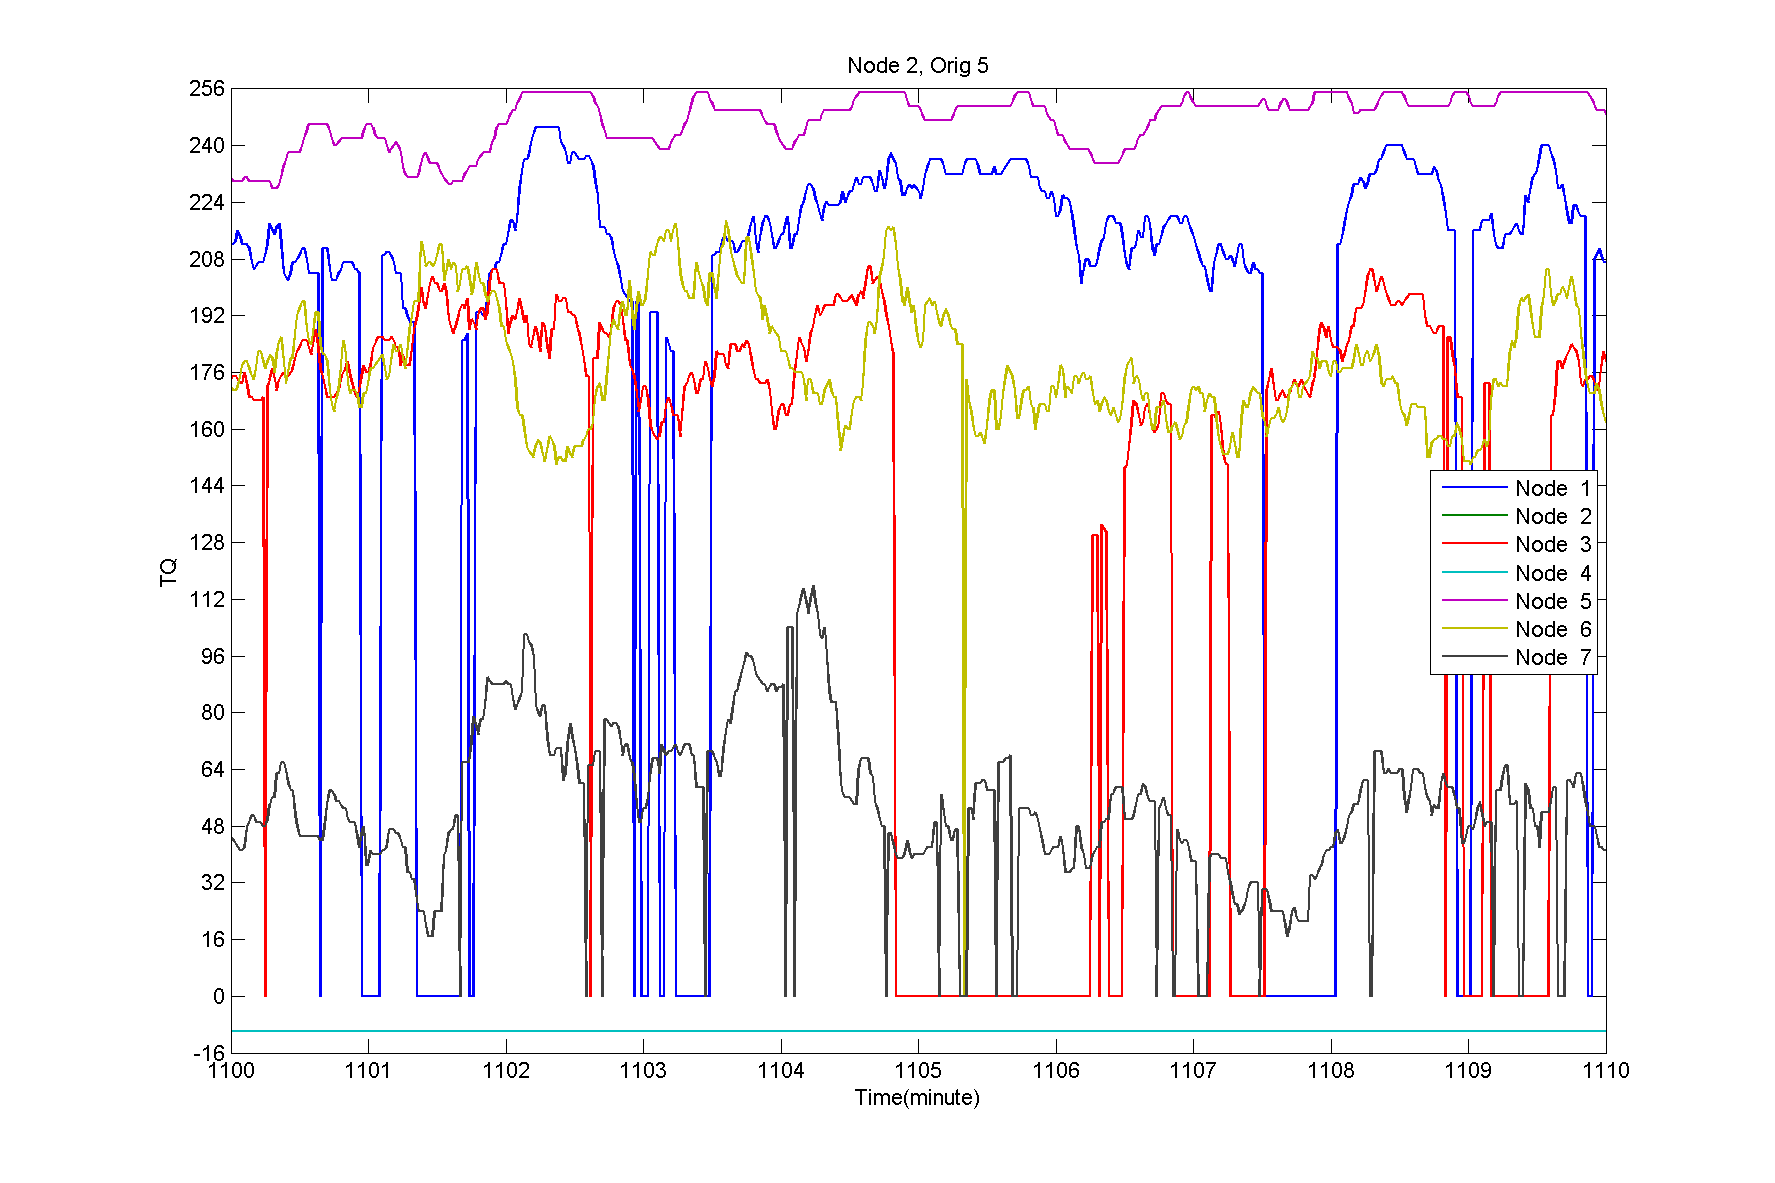 Node 2, Orig 5
256
240
224
208
192
176
160
144
128
112
96
80
64
48
32
16
0
-16
TQ
Node 1
Node 2
Node 3
Node 4
Node 5
Node 6
Node 7
1100 1101 1102 1103 1104 1105 1106 1107 1108 1109 1110
Time(minute)